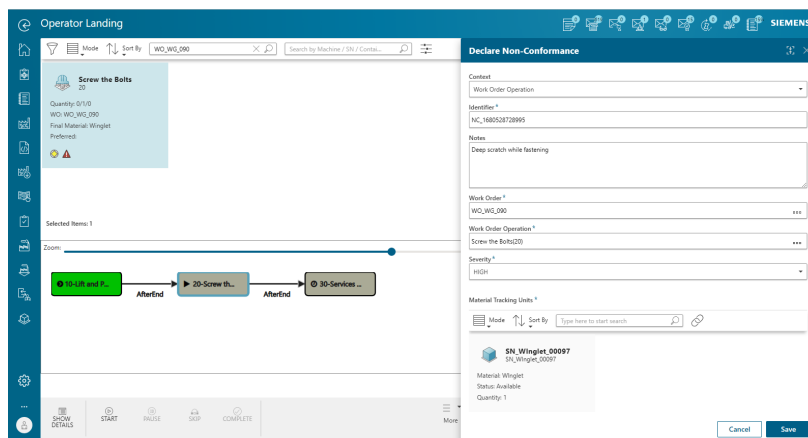 Operator Landing
SIEMENS
Mode
Sort By
WO_WG_090
Search by Machine / SN / Contai...
Screw the Bolts
20
Quantity: 0/1/0
WO: WO_WG_090
Final Material: Winglet
Preferred:
Selected Items: 1
Zoom:
10-Lift and P...
AfterEnd
20-Screw th...
AfterEnd
30-Services ...
SHOW DETAILS
START
PAUSE
SKIP
COMPLETE
More
Declare Non-Conformance
Context
Work Order Operation
Identifier *
NC_1680528728995
Notes
Deep scratch while fastening
Work Order *
WO_WG_090
Work Order Operation *
Screw the Bolts(20)
Severity *
HIGH
Material Tracking Units *
Mode
Sort By
Type here to start search
SN_Winglet_00097
SN_Winglet_00097
Material: Winglet
Status: Available
Quantity: 1
Cancel
Save